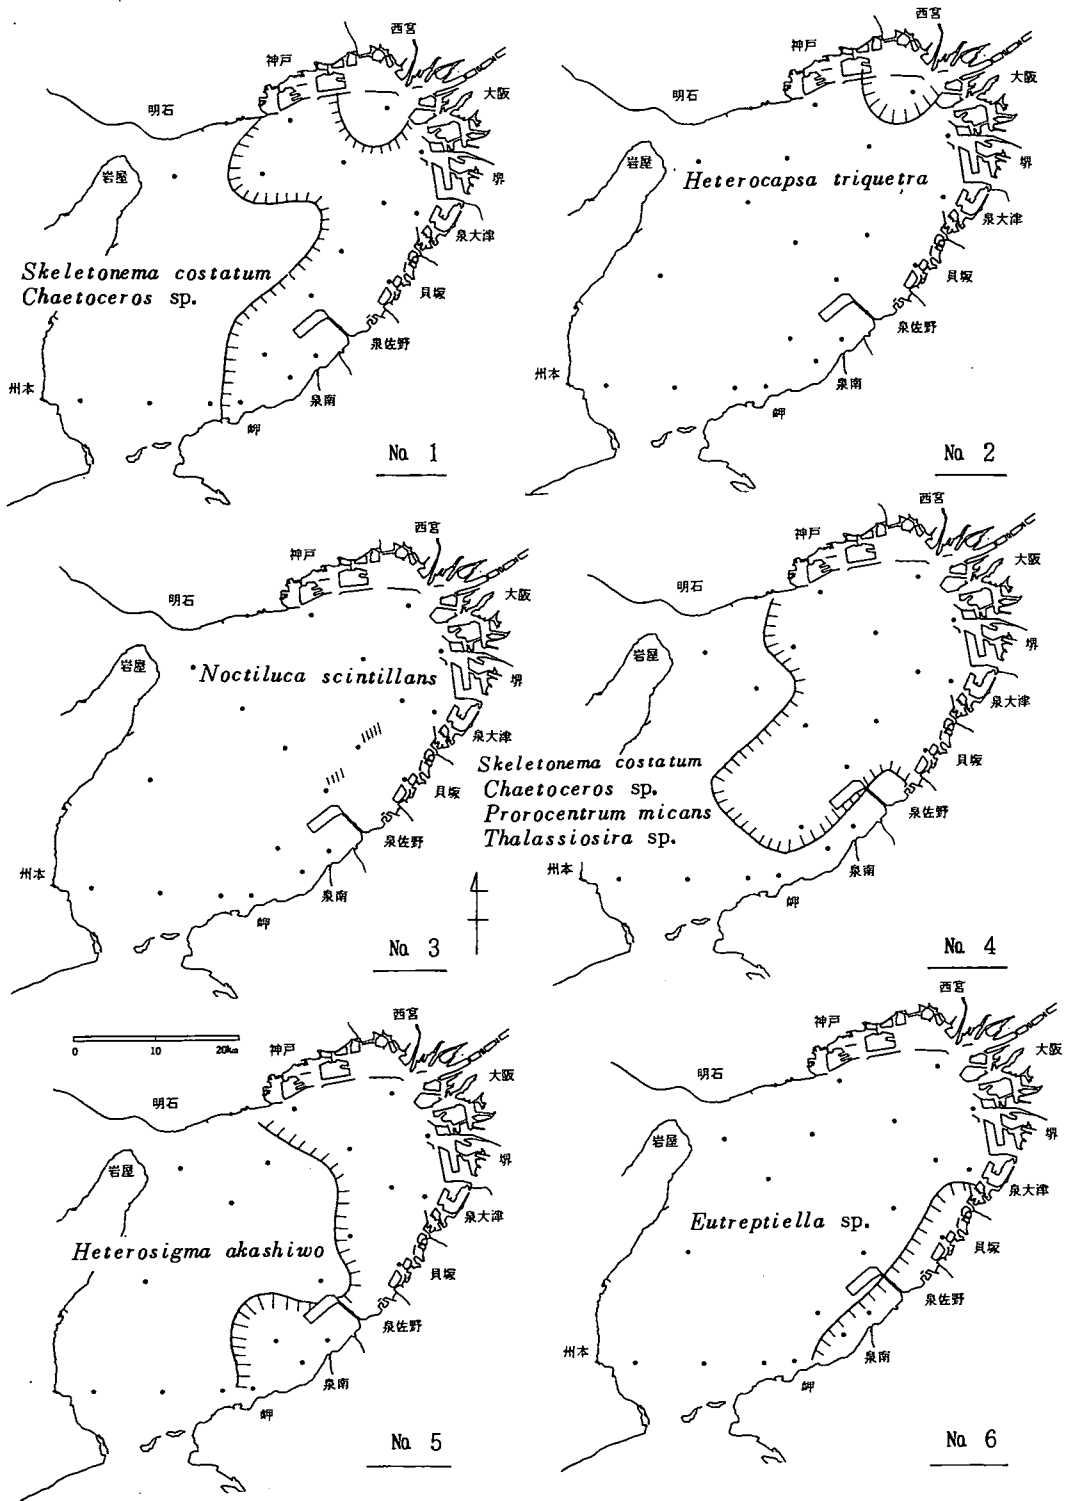 西宮
神戸
大阪
明石
堺
岩屋
泉大津
Skeletonema costatum
Chaetoceros sp.
貝塚
泉佐野
州本
泉南
岬
No. 1
西宮
神戸
大阪
明石
堺
岩屋
Heterocapsa triquetra
泉大津
貝塚
泉佐野
州本
泉南
岬
No. 2
西宮
神戸
大阪
明石
岩屋
Noctiluca scintillans
堺
泉大津
貝塚
泉佐野
州本
泉南
岬
No. 3
西宮
神戸
大阪
明石
堺
岩屋
泉大津
Skeletonema costatum
Chaetoceros sp.
Prorocentrum micans
Thalassiosira sp.
貝塚
泉佐野
州本
泉南
岬
No. 4
0 10 20km
西宮
神戸
大阪
明石
堺
岩屋
泉大津
Heterosigma akashiwo
貝塚
泉佐野
泉南
岬
No. 5
西宮
神戸
大阪
明石
堺
岩屋
泉大津
Eutreptiella sp.
貝塚
泉佐野
州本
泉南
岬
No. 6